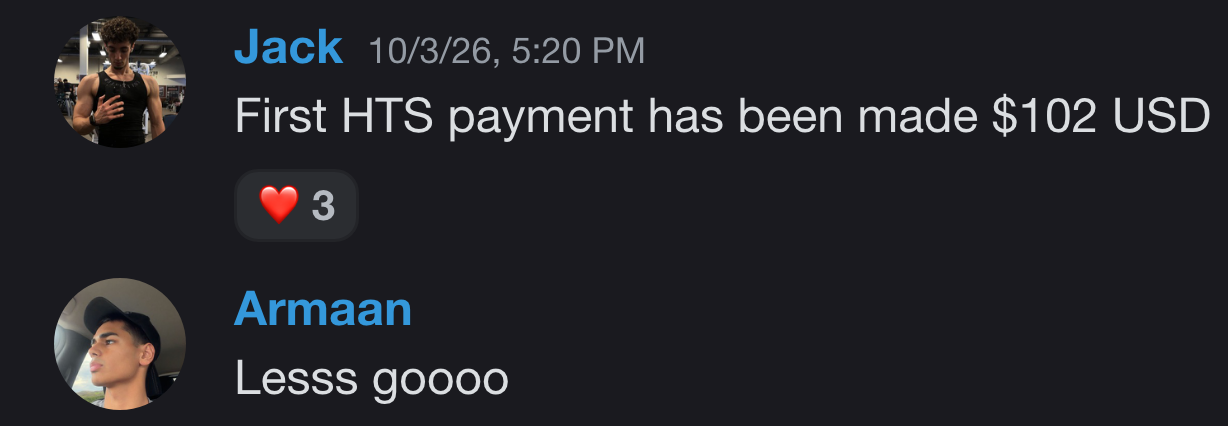 Jack 10/3/26, 5:20 PM
First HTS payment has been made $102 USD
❤️ 3
Armaan
Lesss goooo